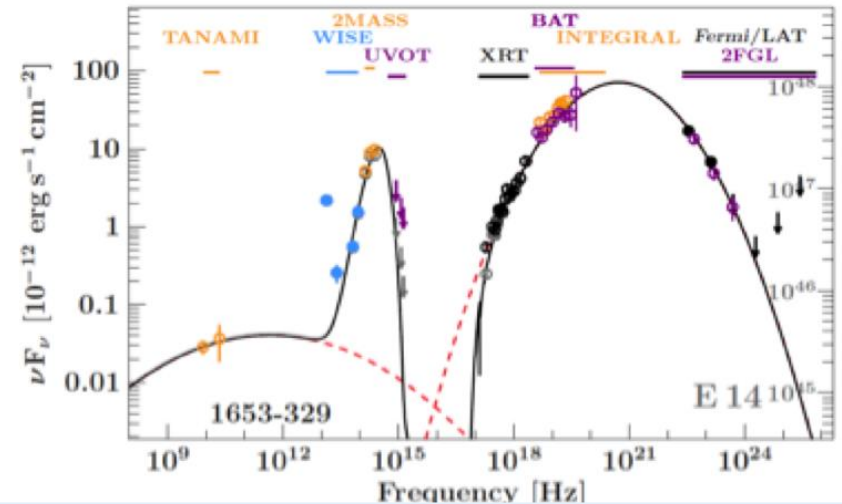 2MASS BAT
TANAMI WISE INTEGRAL Fermi/LAT
UVOT XRT 2FGL
νFν [10−12 erg s−1 cm−2]
100
10
1
0.1
0.01
10^48
10^47
10^46
10^45
1653-329
E 14
10^9 10^12 10^15 10^18 10^21 10^24
Frequency [Hz]